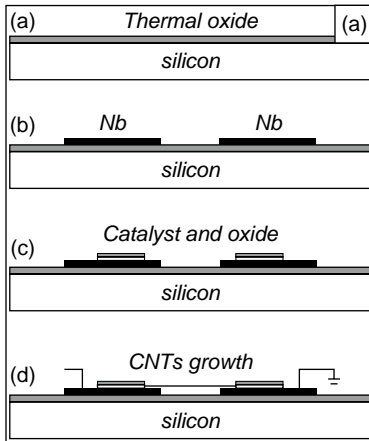 (a) Thermal oxide (a)
silicon
(b) Nb Nb
silicon
Catalyst and oxide
(c)
silicon
CNTs growth
(d)
silicon